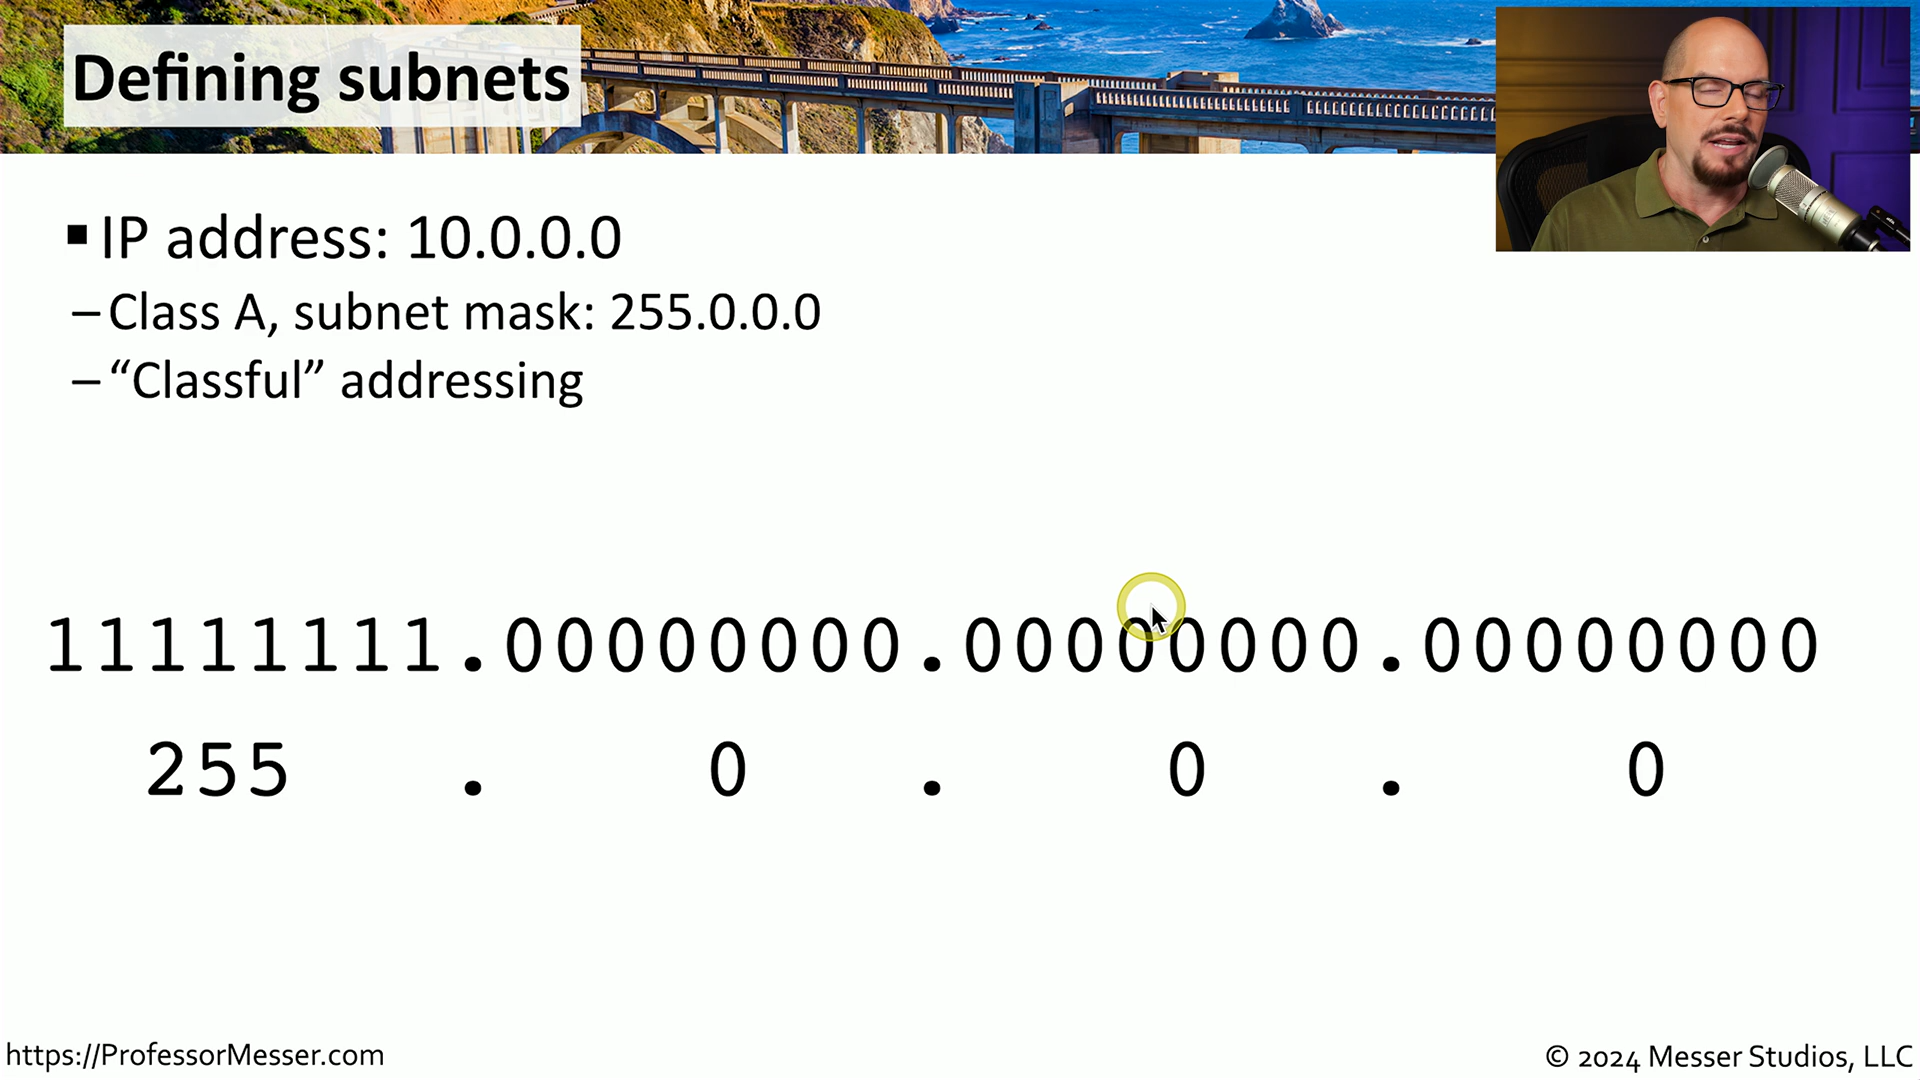 Defining subnets
IP address: 10.0.0.0
– Class A, subnet mask: 255.0.0.0
– “Classful” addressing
11111111.00000000.00000000.00000000
255 . 0 . 0 . 0
https://ProfessorMesser.com
© 2024 Messer Studios, LLC